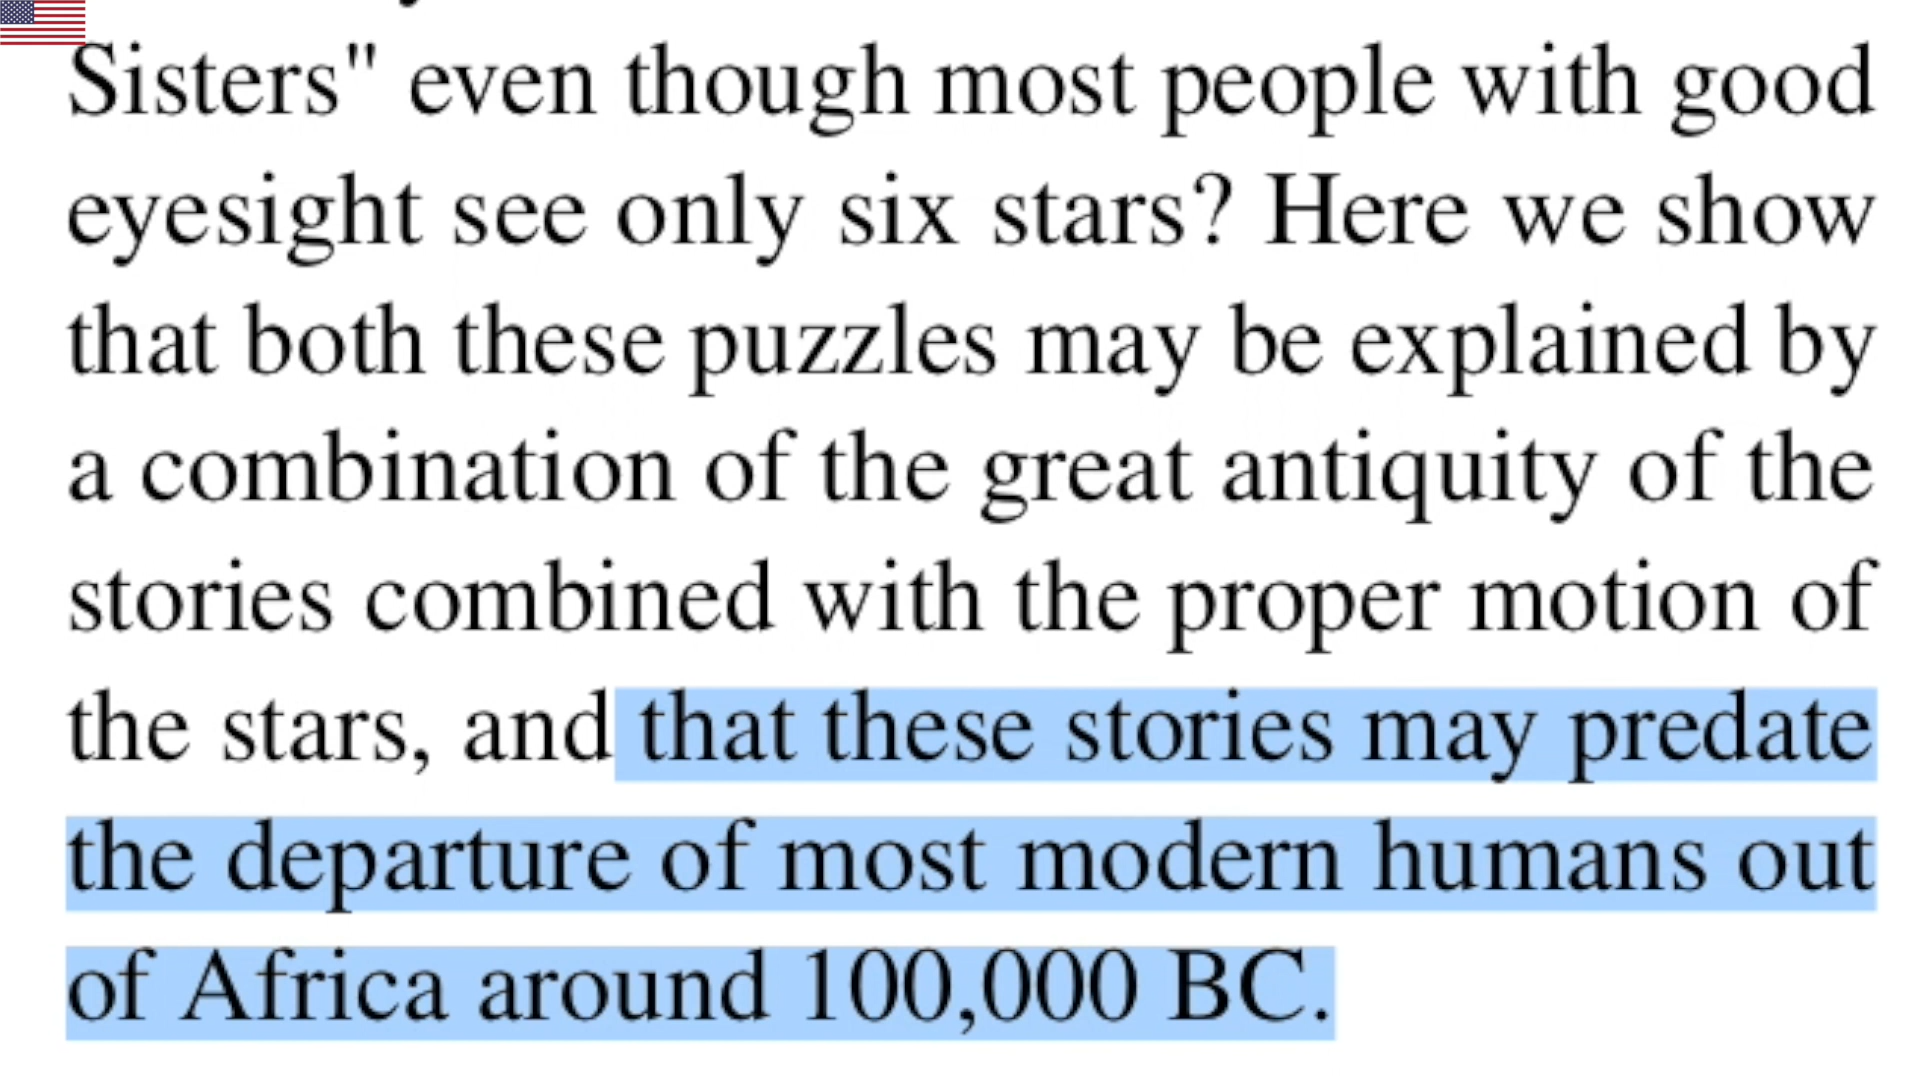 Sisters" even though most people with good
eyesight see only six stars? Here we show
that both these puzzles may be explained by
a combination of the great antiquity of the
stories combined with the proper motion of
the stars, and that these stories may predate
the departure of most modern humans out
of Africa around 100,000 BC.